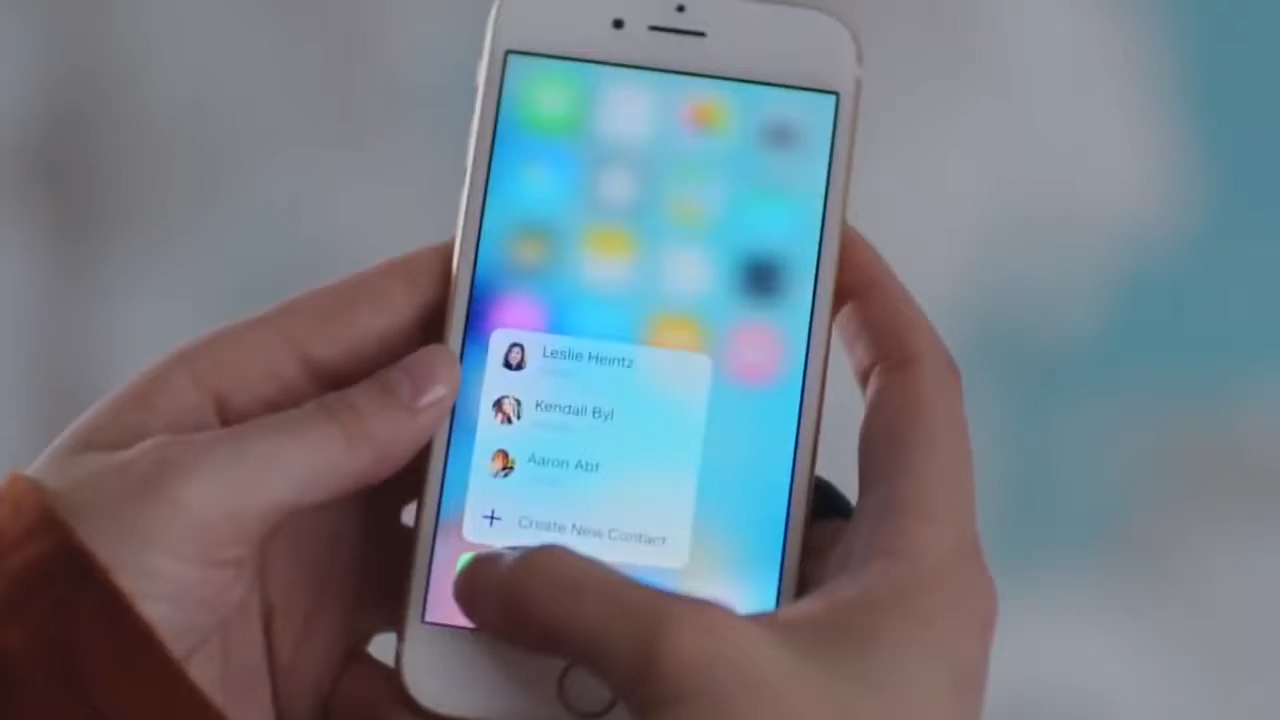 Leslie Heintz
Kendall Byl
Aaron Abt
Create New Contact